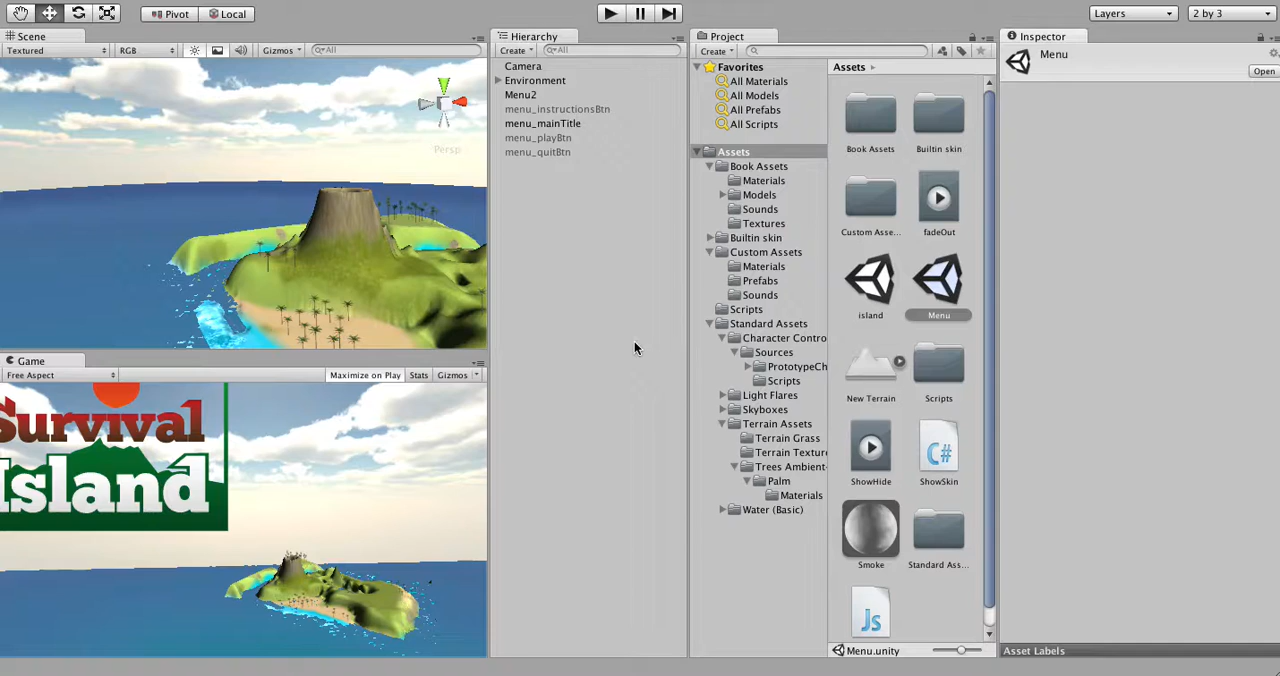 Pivot Local Layers 2 by 3
Scene
Textured RGB Gizmos All
Persp
Game
Free Aspect Maximize on Play Stats Gizmos
Survival
Island
Hierarchy
Create All
Camera
Environment
Menu2
menu_instructionsBtn
menu_mainTitle
menu_playBtn
menu_quitBtn
Project
Create
Favorites
All Materials
All Models
All Prefabs
All Scripts
Assets
Book Assets
Materials
Models
Sounds
Textures
Builtin skin
Custom Assets
Materials
Prefabs
Sounds
Scripts
Standard Assets
Character Contro
Sources
PrototypeCh
Scripts
Light Flares
Skyboxes
Terrain Assets
Terrain Grass
Terrain Texture
Trees Ambient-
Palm
Materials
Water (Basic)
Assets
Book Assets Builtin skin
Custom Asse... fadeOut
island Menu
New Terrain Scripts
C#
ShowHide ShowSkin
Smoke Standard Ass...
Js
Menu.unity
Inspector
Menu
Open
Asset Labels